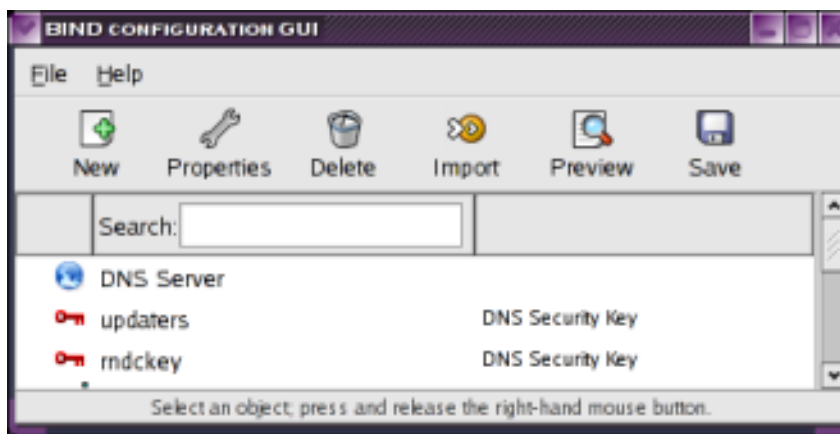 BIND CONFIGURATION GUI
File Help
New Properties Delete Import Preview Save
Search:
DNS Server
updaters DNS Security Key
rndckey DNS Security Key
Select an object; press and release the right-hand mouse button.